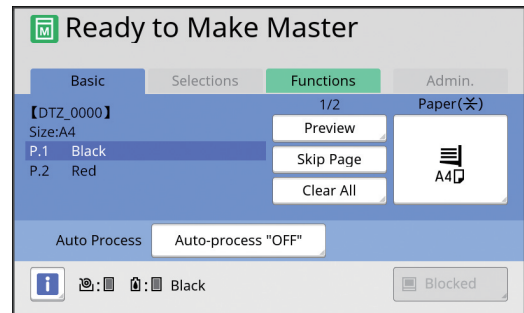 M Ready to Make Master
Basic Selections Functions Admin.
【DTZ_0000】 1/2 Paper(⚹)
Size:A4 Preview
P.1 Black Skip Page
P.2 Red A4
Clear All
Auto Process Auto-process "OFF"
i : : Black Blocked